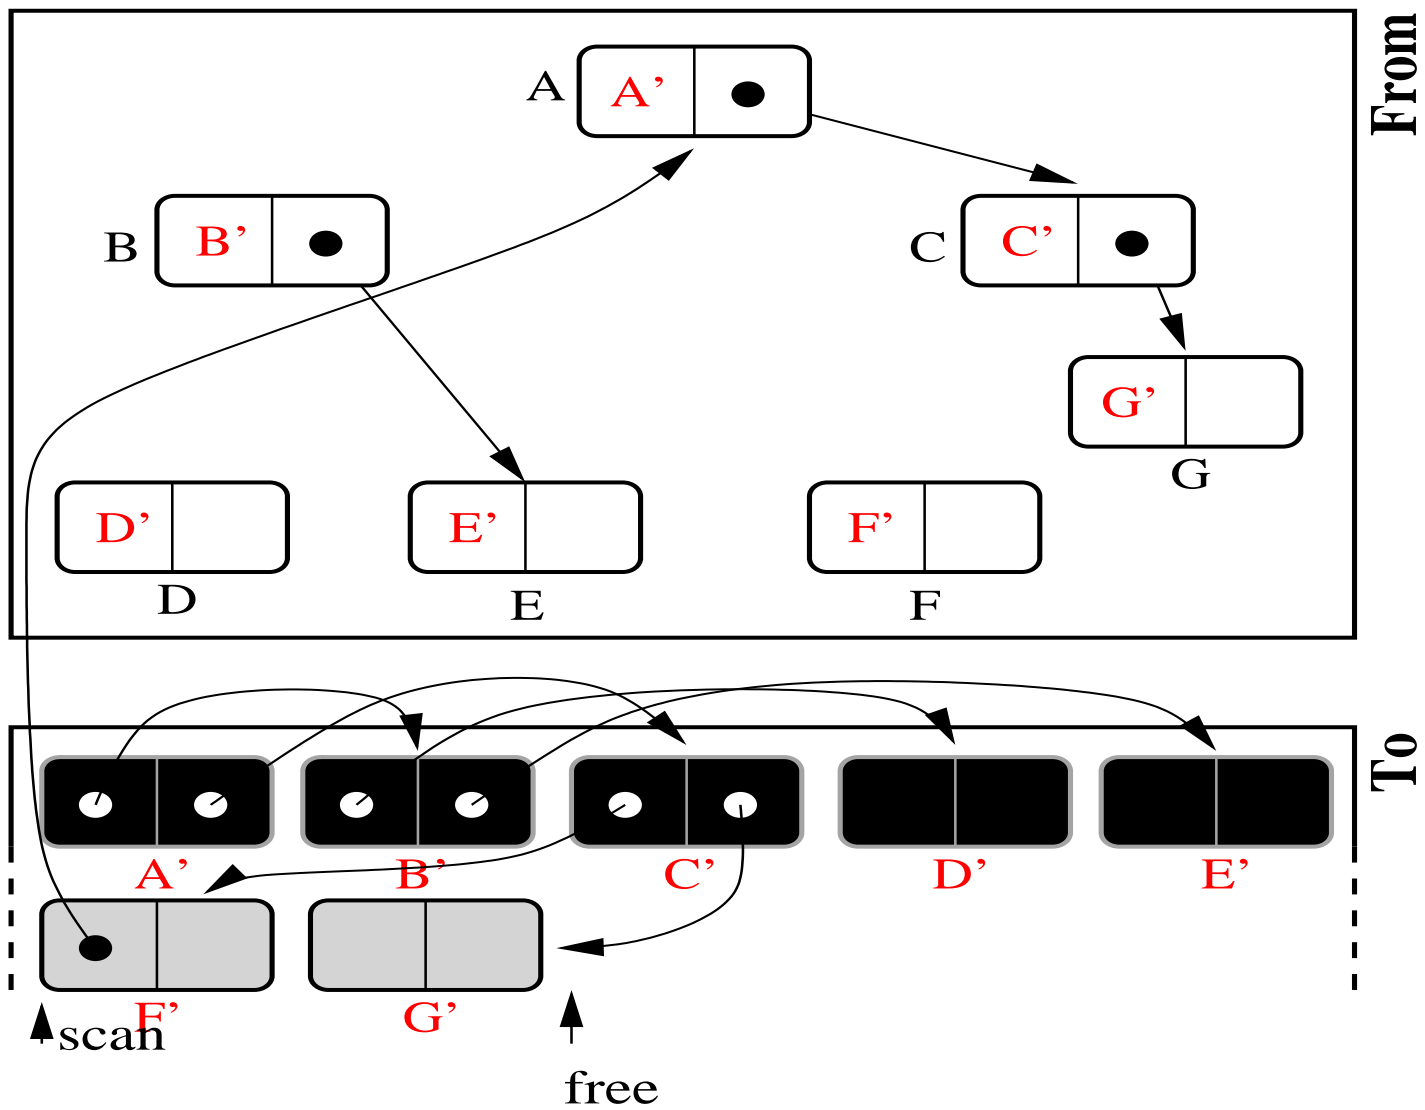 From
A A’
B B’
C C’
G’
G
D’ E’ F’
D E F
To
A’ B’ C’ D’ E’
F’ G’
scan
free